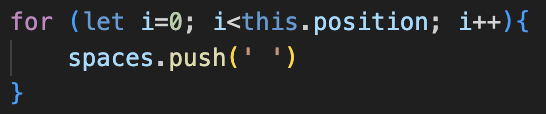 for (let i=0; i<this.position; i++){
    spaces.push(' ')
}